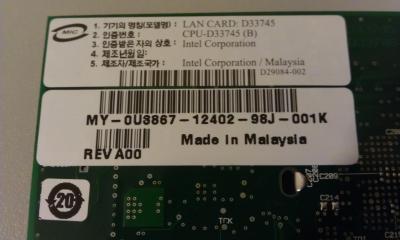 MIC
1. 기기의 명칭(모델명) : LAN CARD: D33745
2. 인증번호 : CPU-D33745 (B)
3. 인증받은자의 상호 : Intel Corporation
4. 제조년월일 :
5. 제조자/제조국가 : Intel Corporation / Malaysia
D29084-002
MY-0U3867-12402-98J-001K
Made in Malaysia
REV A00
20
C209
C214